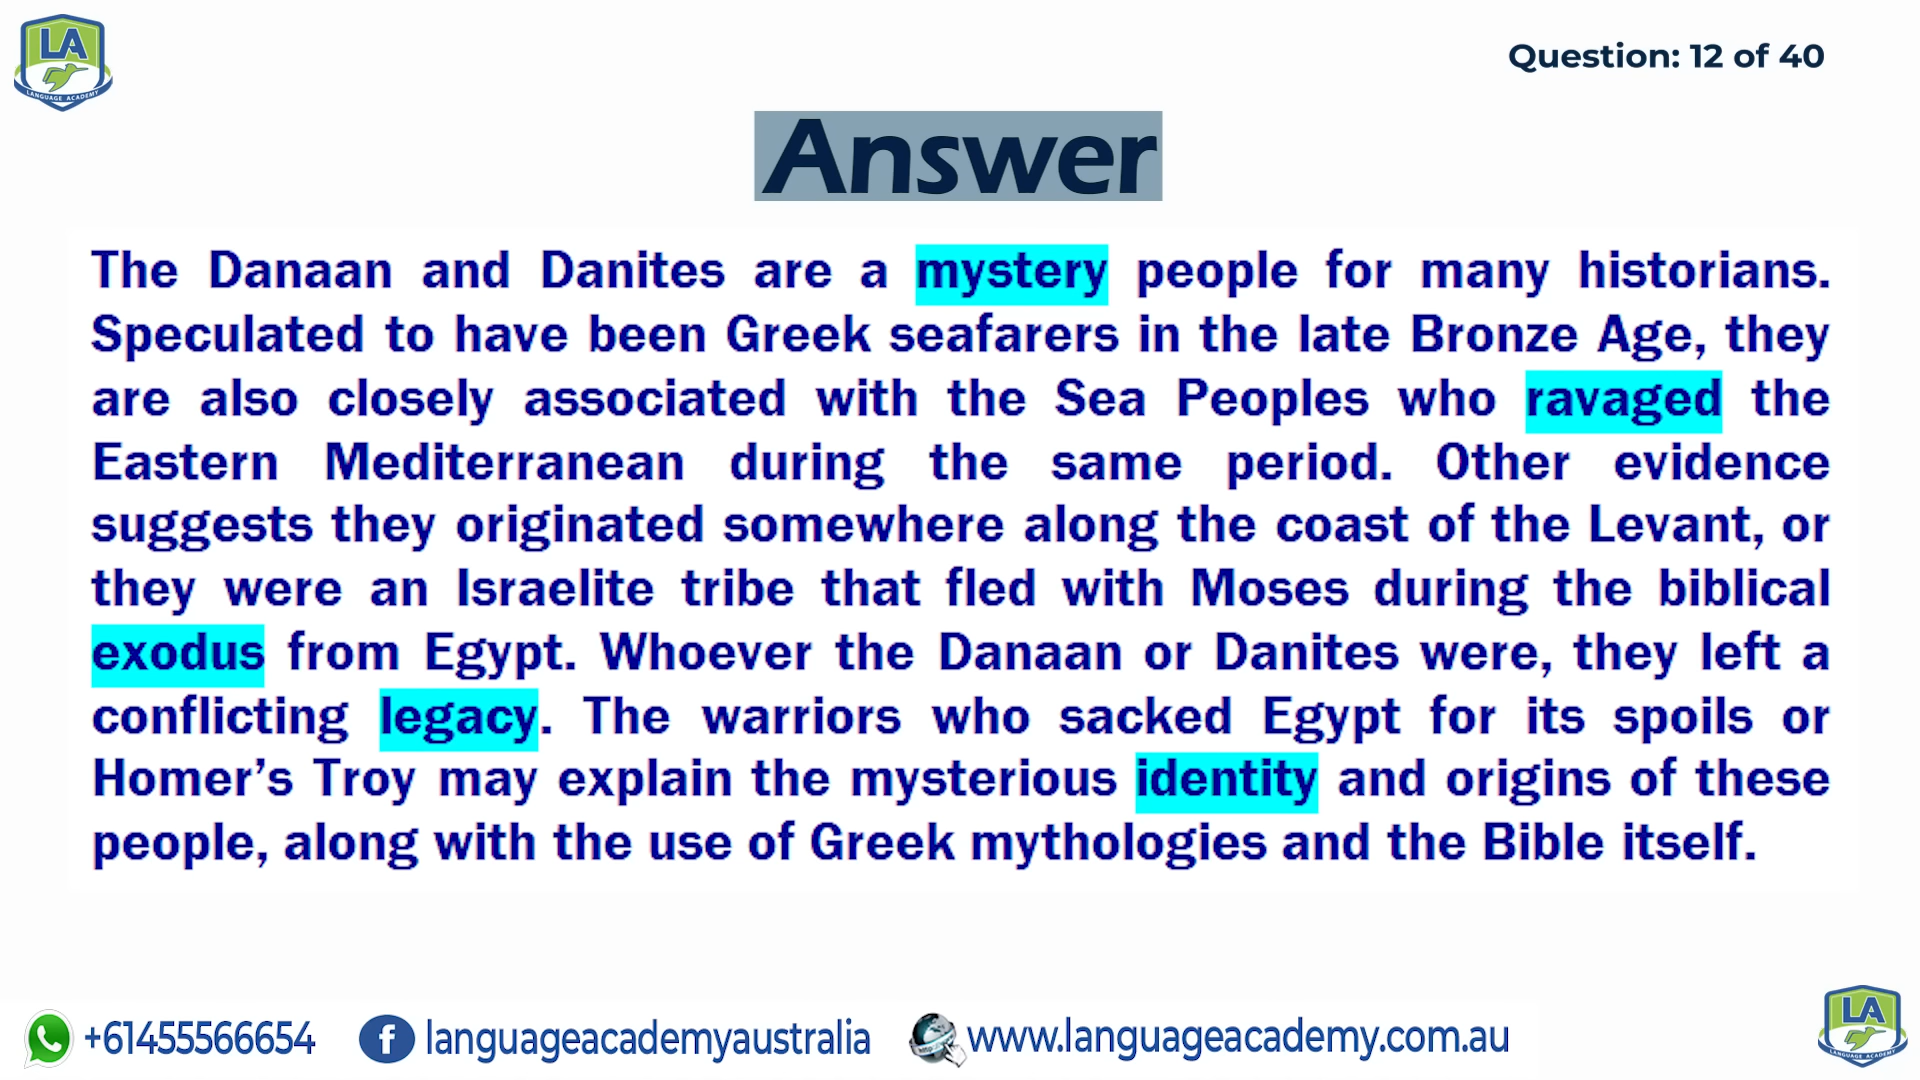 LA
LANGUAGE ACADEMY
Question: 12 of 40
Answer
The Danaan and Danites are a mystery people for many historians.
Speculated to have been Greek seafarers in the late Bronze Age, they
are also closely associated with the Sea Peoples who ravaged the
Eastern Mediterranean during the same period. Other evidence
suggests they originated somewhere along the coast of the Levant, or
they were an Israelite tribe that fled with Moses during the biblical
exodus from Egypt. Whoever the Danaan or Danites were, they left a
conflicting legacy. The warriors who sacked Egypt for its spoils or
Homer’s Troy may explain the mysterious identity and origins of these
people, along with the use of Greek mythologies and the Bible itself.
+61455566654 languageacademyaustralia www.languageacademy.com.au
LA
LANGUAGE ACADEMY